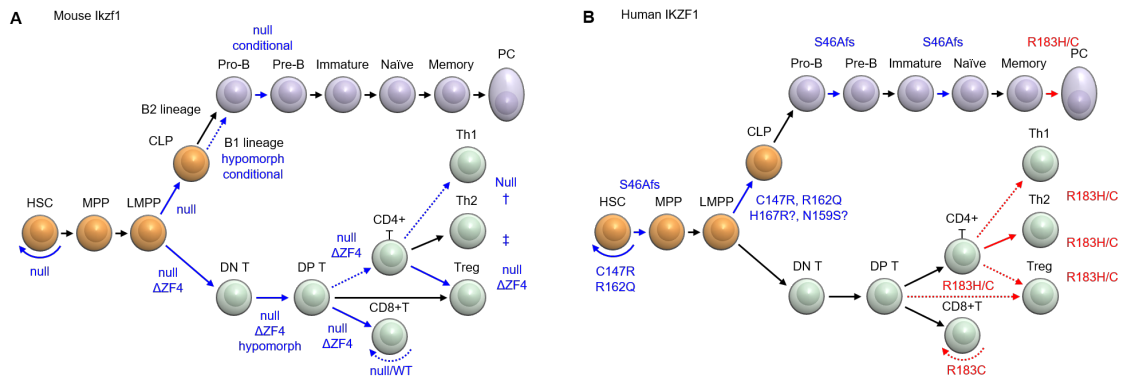 A
Mouse Ikzf1
null
conditional
Pro-B
Pre-B
Immature
Naïve
Memory
PC
B2 lineage
CLP
B1 lineage
hypomorph
conditional
HSC
MPP
LMPP
null
null
null
ΔZF4
DN T
DP T
null
ΔZF4
hypomorph
null
ΔZF4
CD4+
T
Th1
Null
†
Th2
‡
Treg
null
ΔZF4
null
ΔZF4
CD8+T
null/WT
B
Human IKZF1
S46Afs
S46Afs
R183H/C
Pro-B
Pre-B
Immature
Naïve
Memory
PC
CLP
S46Afs
HSC
MPP
LMPP
C147R, R162Q
H167R?, N159S?
C147R
R162Q
DN T
DP T
CD4+
T
Th1
R183H/C
Th2
R183H/C
Treg
R183H/C
R183H/C
CD8+T
R183C